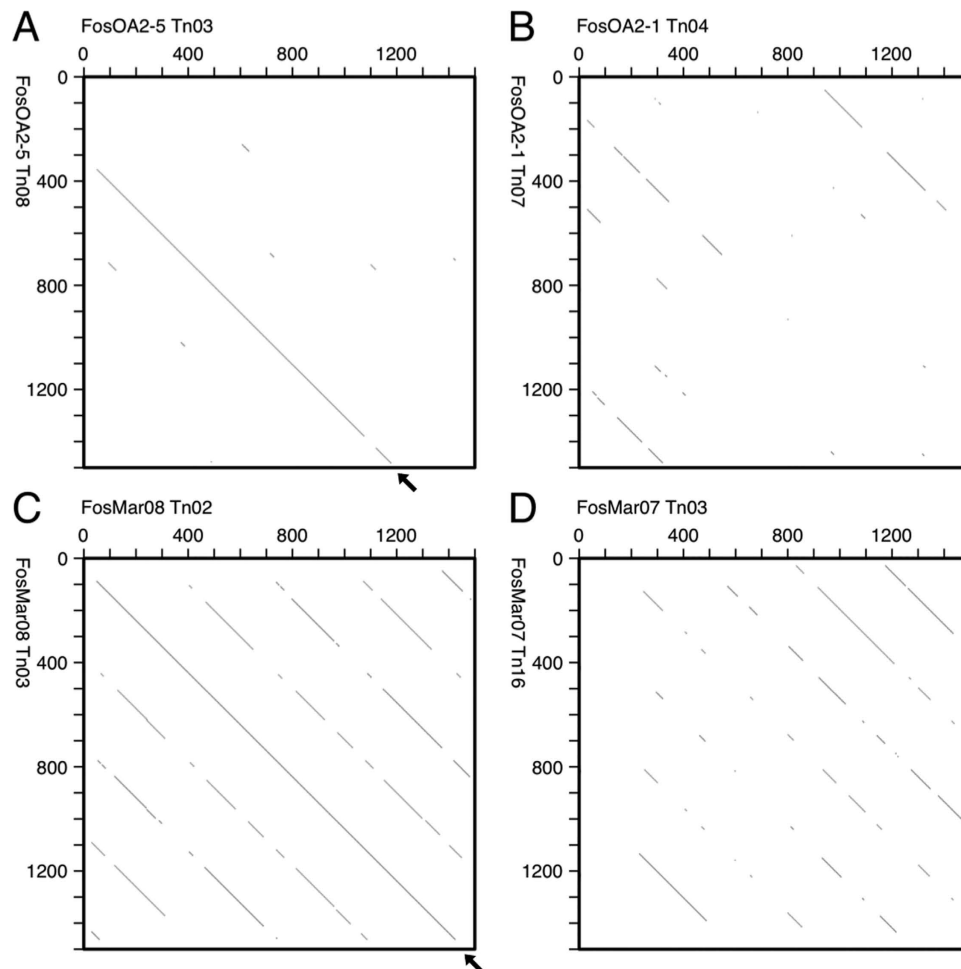 A
FosOA2-5 Tn03
0 400 800 1200
FosOA2-5 Tn08
0
400
800
1200
B
FosOA2-1 Tn04
0 400 800 1200
FosOA2-1 Tn07
0
400
800
1200
C
FosMar08 Tn02
0 400 800 1200
FosMar08 Tn03
0
400
800
1200
D
FosMar07 Tn03
0 400 800 1200
FosMar07 Tn16
0
400
800
1200